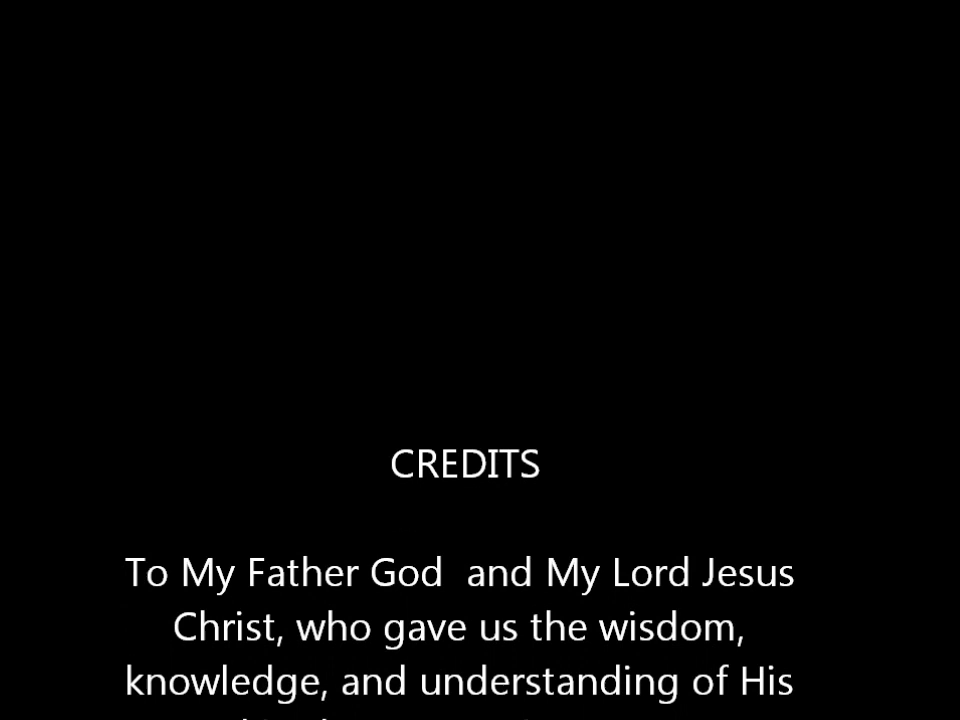 CREDITS
To My Father God and My Lord Jesus
Christ, who gave us the wisdom,
knowledge, and understanding of His